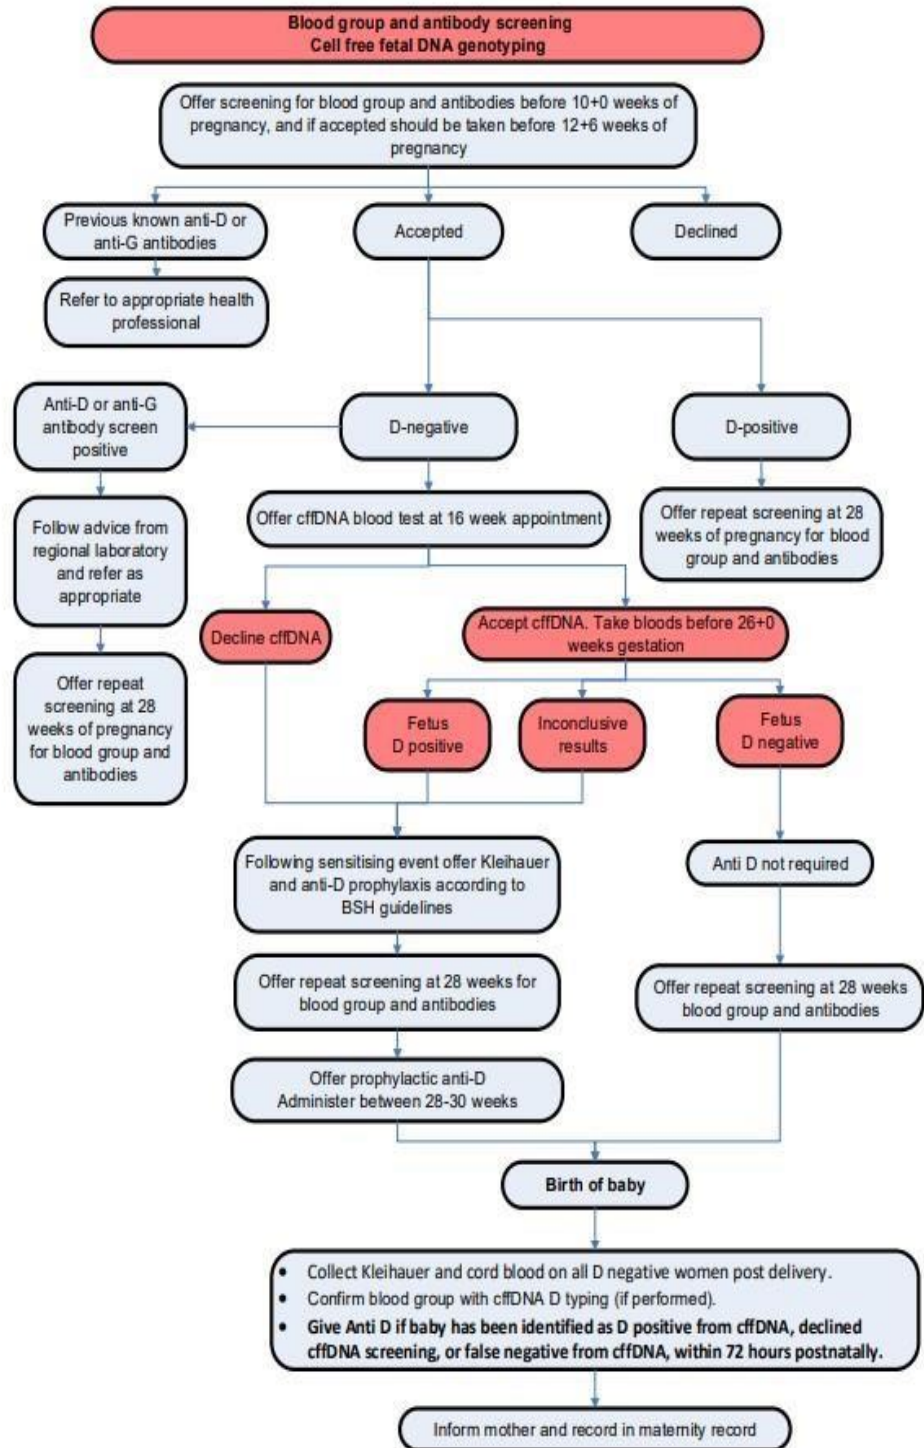 Blood group and antibody screening
Cell free fetal DNA genotyping
Offer screening for blood group and antibodies before 10+0 weeks of
pregnancy, and if accepted should be taken before 12+6 weeks of
pregnancy
Previous known anti-D or
anti-G antibodies
Accepted
Declined
Refer to appropriate health
professional
Anti-D or anti-G
antibody screen
positive
D-negative
D-positive
Follow advice from
regional laboratory
and refer as
appropriate
Offer cffDNA blood test at 16 week appointment
Offer repeat screening at 28
weeks of pregnancy for blood
group and antibodies
Decline cffDNA
Accept cffDNA. Take bloods before 26+0
weeks gestation
Offer repeat
screening at 28
weeks of pregnancy
for blood group and
antibodies
Fetus
D positive
Inconclusive
results
Fetus
D negative
Following sensitising event offer Kleihauer
and anti-D prophylaxis according to
BSH guidelines
Anti D not required
Offer repeat screening at 28 weeks for
blood group and antibodies
Offer repeat screening at 28 weeks
blood group and antibodies
Offer prophylactic anti-D
Administer between 28-30 weeks
Birth of baby
• Collect Kleihauer and cord blood on all D negative women post delivery.
• Confirm blood group with cffDNA D typing (if performed).
• Give Anti D if baby has been identified as D positive from cffDNA, declined
cffDNA screening, or false negative from cffDNA, within 72 hours postnatally.
Inform mother and record in maternity record